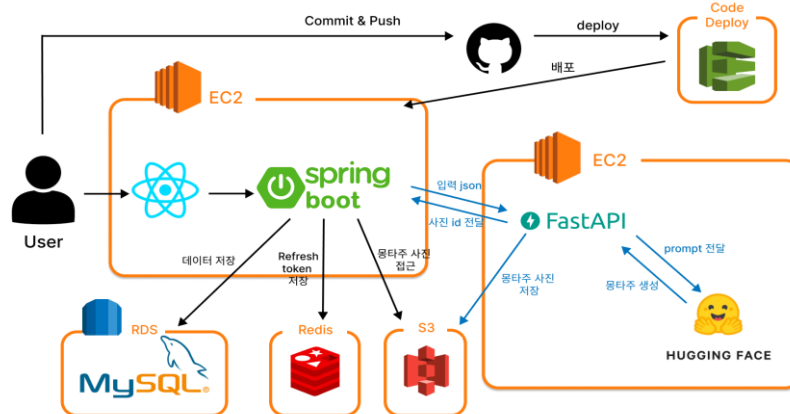 Commit & Push
deploy
Code
Deploy
배포
EC2
EC2
spring
boot
입력 json
사진 id 전달
FastAPI
User
데이터 저장
Refresh
token
저장
몽타주 사진
접근
몽타주 사진
저장
prompt 전달
몽타주 생성
RDS
MySQL®
Redis
S3
HUGGING FACE